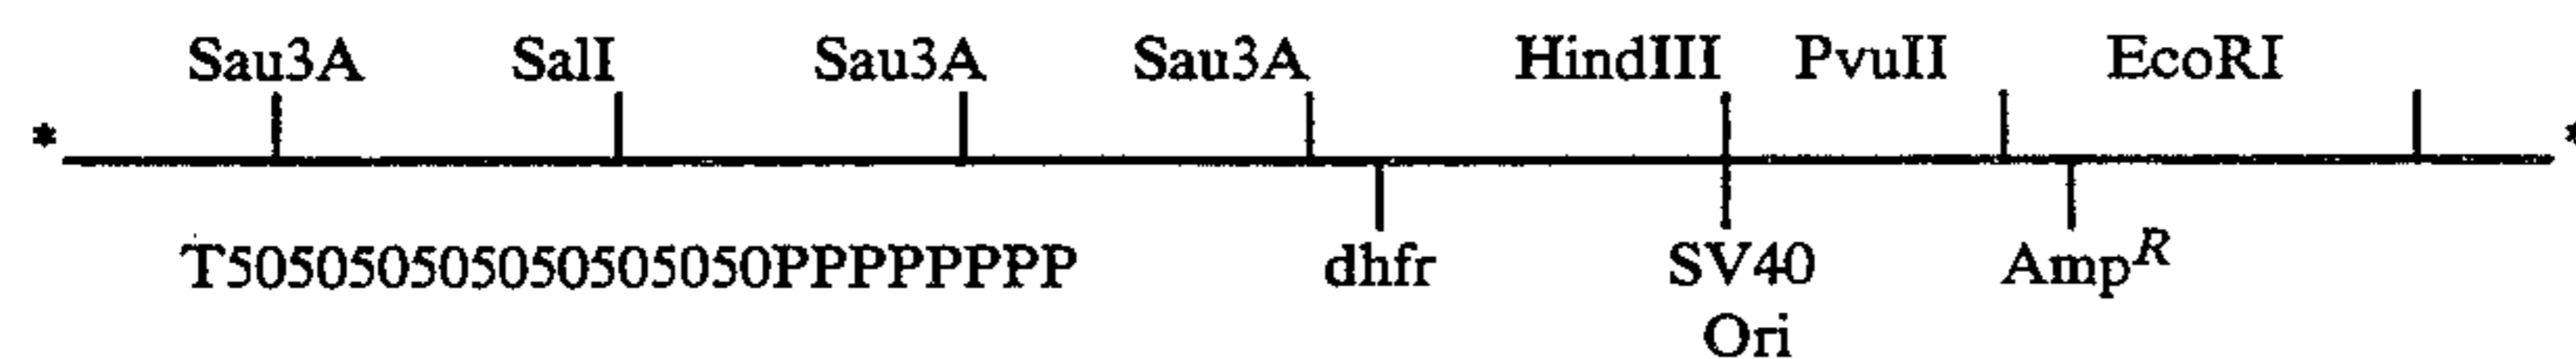 Sau3A SalI Sau3A Sau3A HindIII PvuII EcoRI
* *
T505050505050505050PPPPPPPP dhfr SV40 Amp^R
Ori